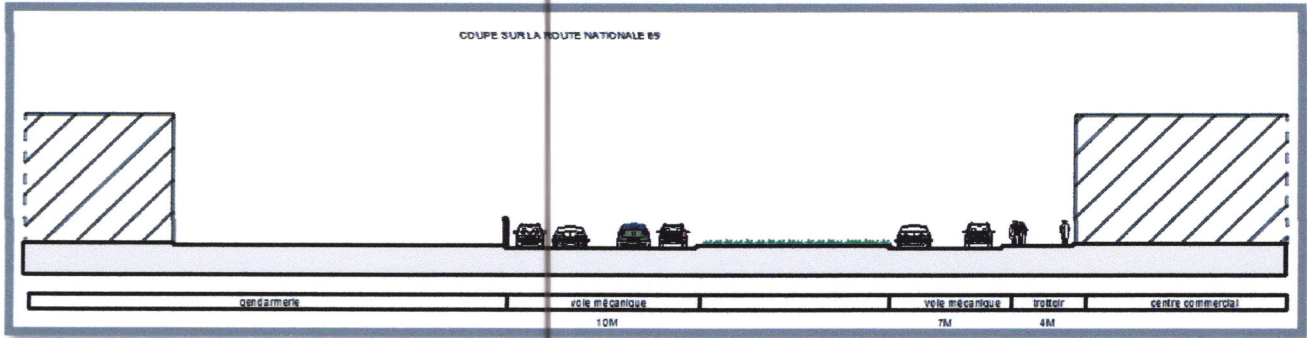 COUPE SUR LA ROUTE NATIONALE 89
gendarmerie voie mécanique voie mécanique trottoir centre commercial
10M 7M 4M